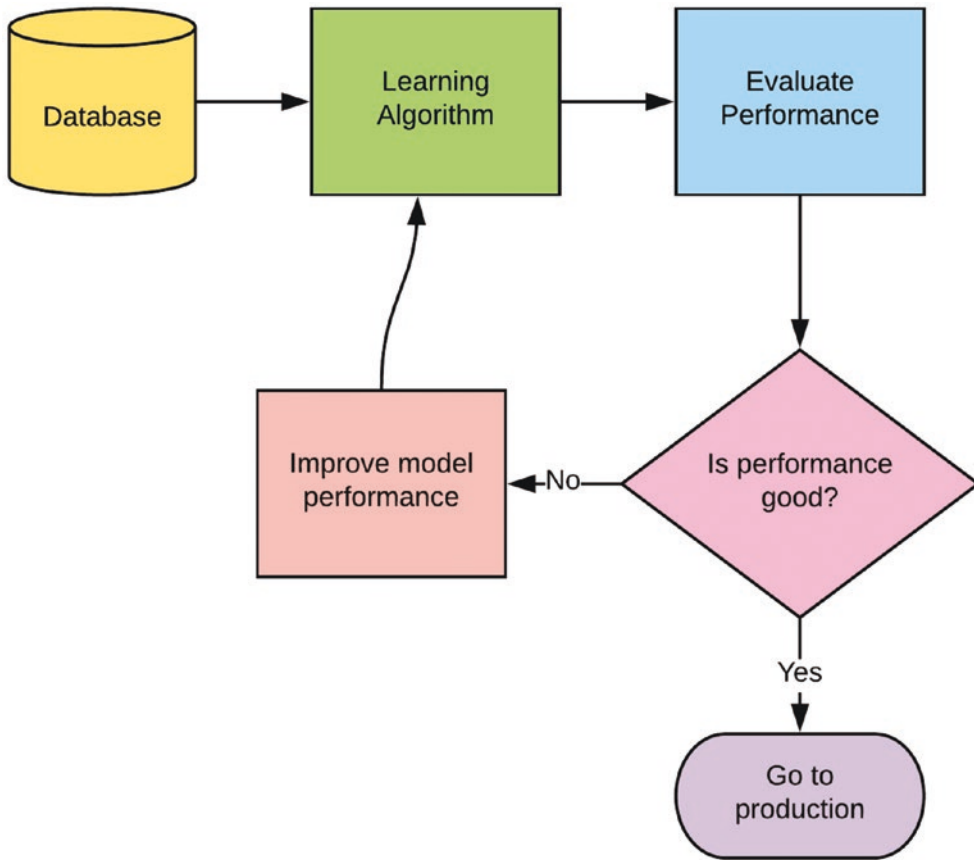 Database
Learning
Algorithm
Evaluate
Performance
Improve model
performance
No
Is performance
good?
Yes
Go to
production